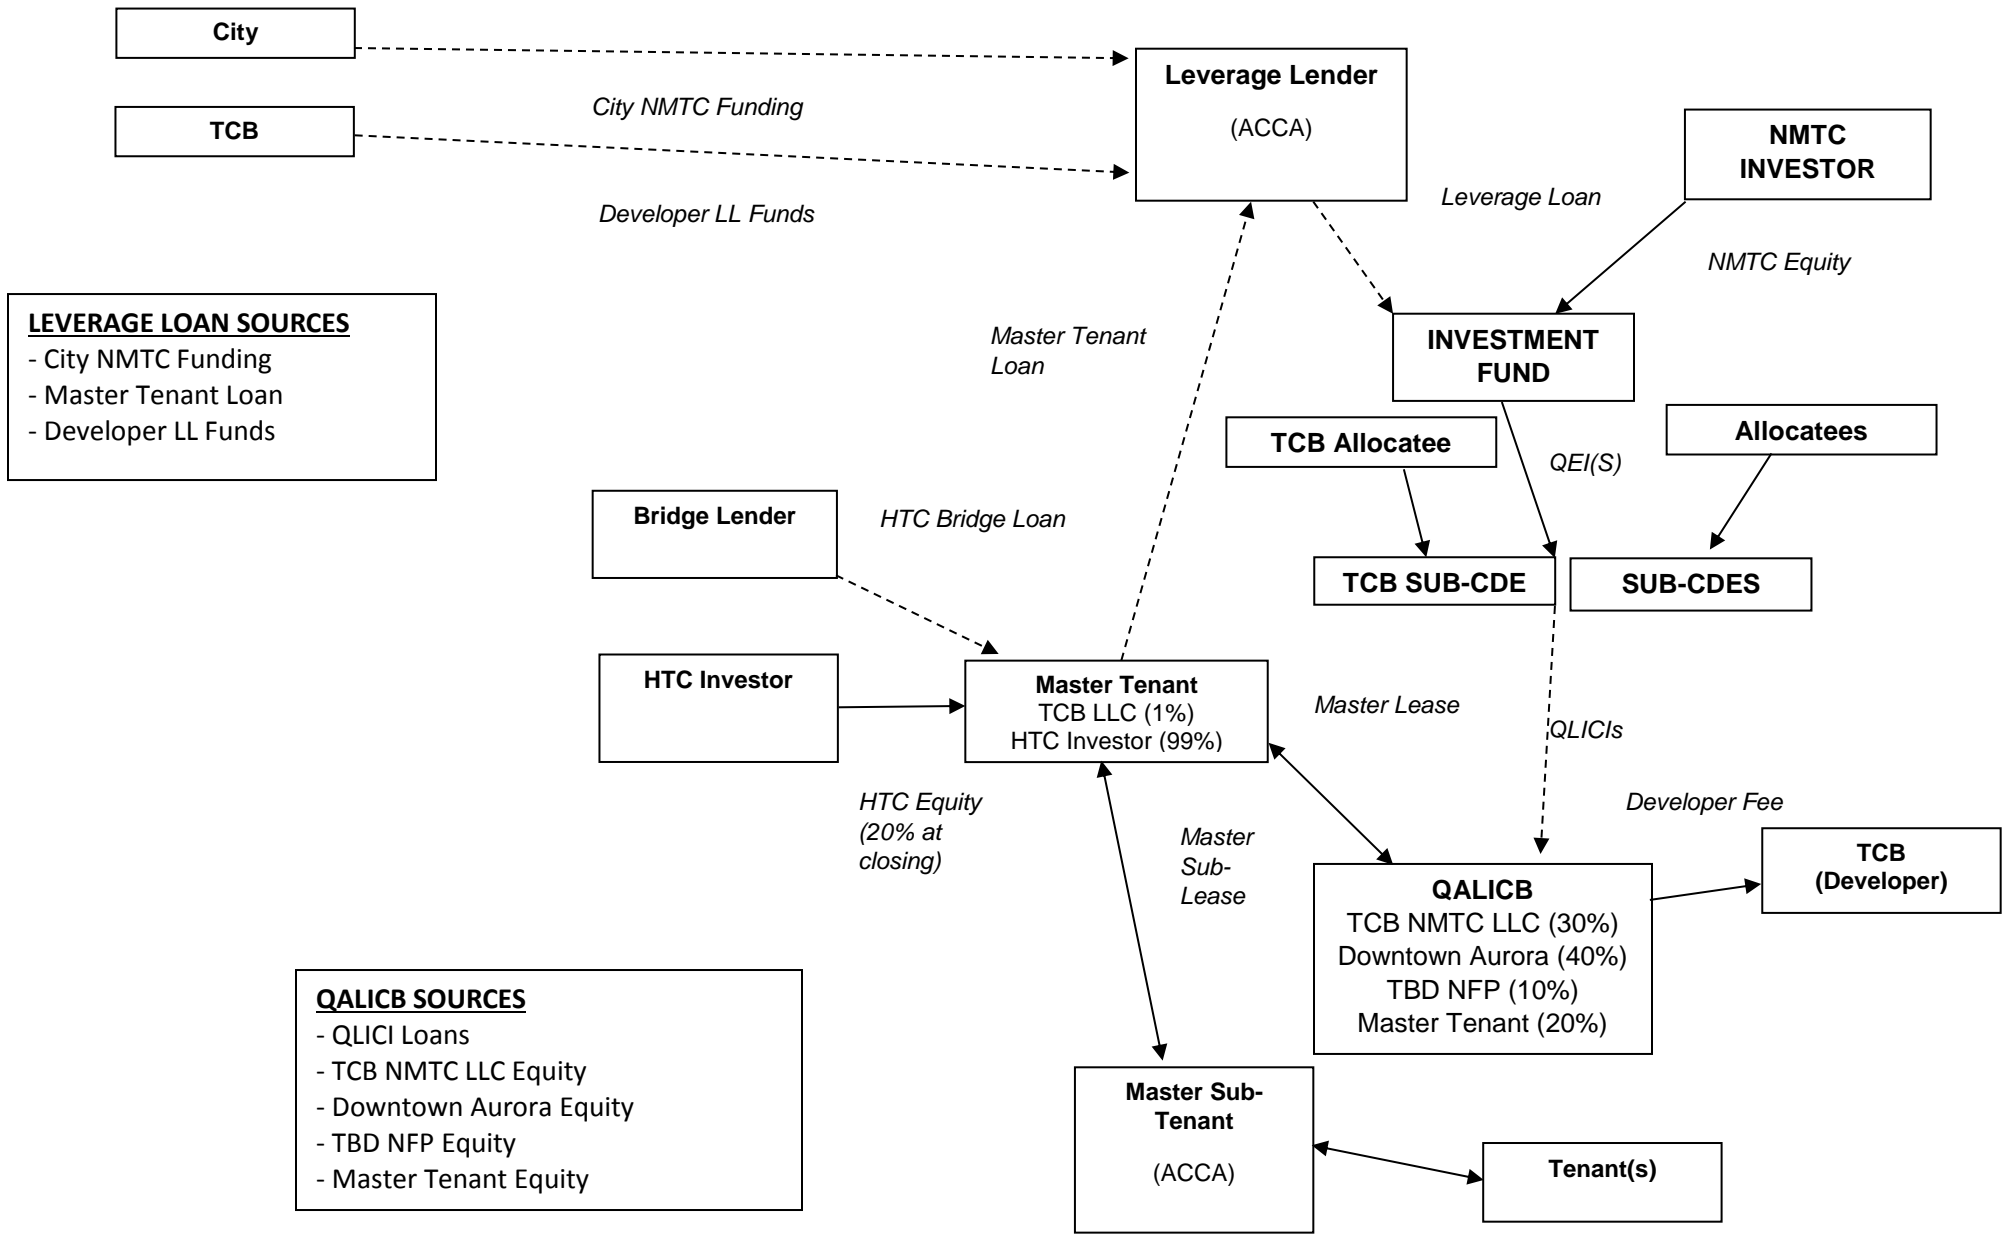 City
TCB
City NMTC Funding
Developer LL Funds
Leverage Lender
(ACCA)
NMTC
INVESTOR
Leverage Loan
NMTC Equity
LEVERAGE LOAN SOURCES
- City NMTC Funding
- Master Tenant Loan
- Developer LL Funds
Master Tenant
Loan
INVESTMENT
FUND
TCB Allocatee
Allocatees
QEI(S)
Bridge Lender
HTC Bridge Loan
TCB SUB-CDE
SUB-CDES
HTC Investor
Master Tenant
TCB LLC (1%)
HTC Investor (99%)
Master Lease
QLICIs
HTC Equity
(20% at
closing)
Master
Sub-
Lease
Developer Fee
TCB
(Developer)
QALICB
TCB NMTC LLC (30%)
Downtown Aurora (40%)
TBD NFP (10%)
Master Tenant (20%)
QALICB SOURCES
- QLICI Loans
- TCB NMTC LLC Equity
- Downtown Aurora Equity
- TBD NFP Equity
- Master Tenant Equity
Master Sub-
Tenant
(ACCA)
Tenant(s)